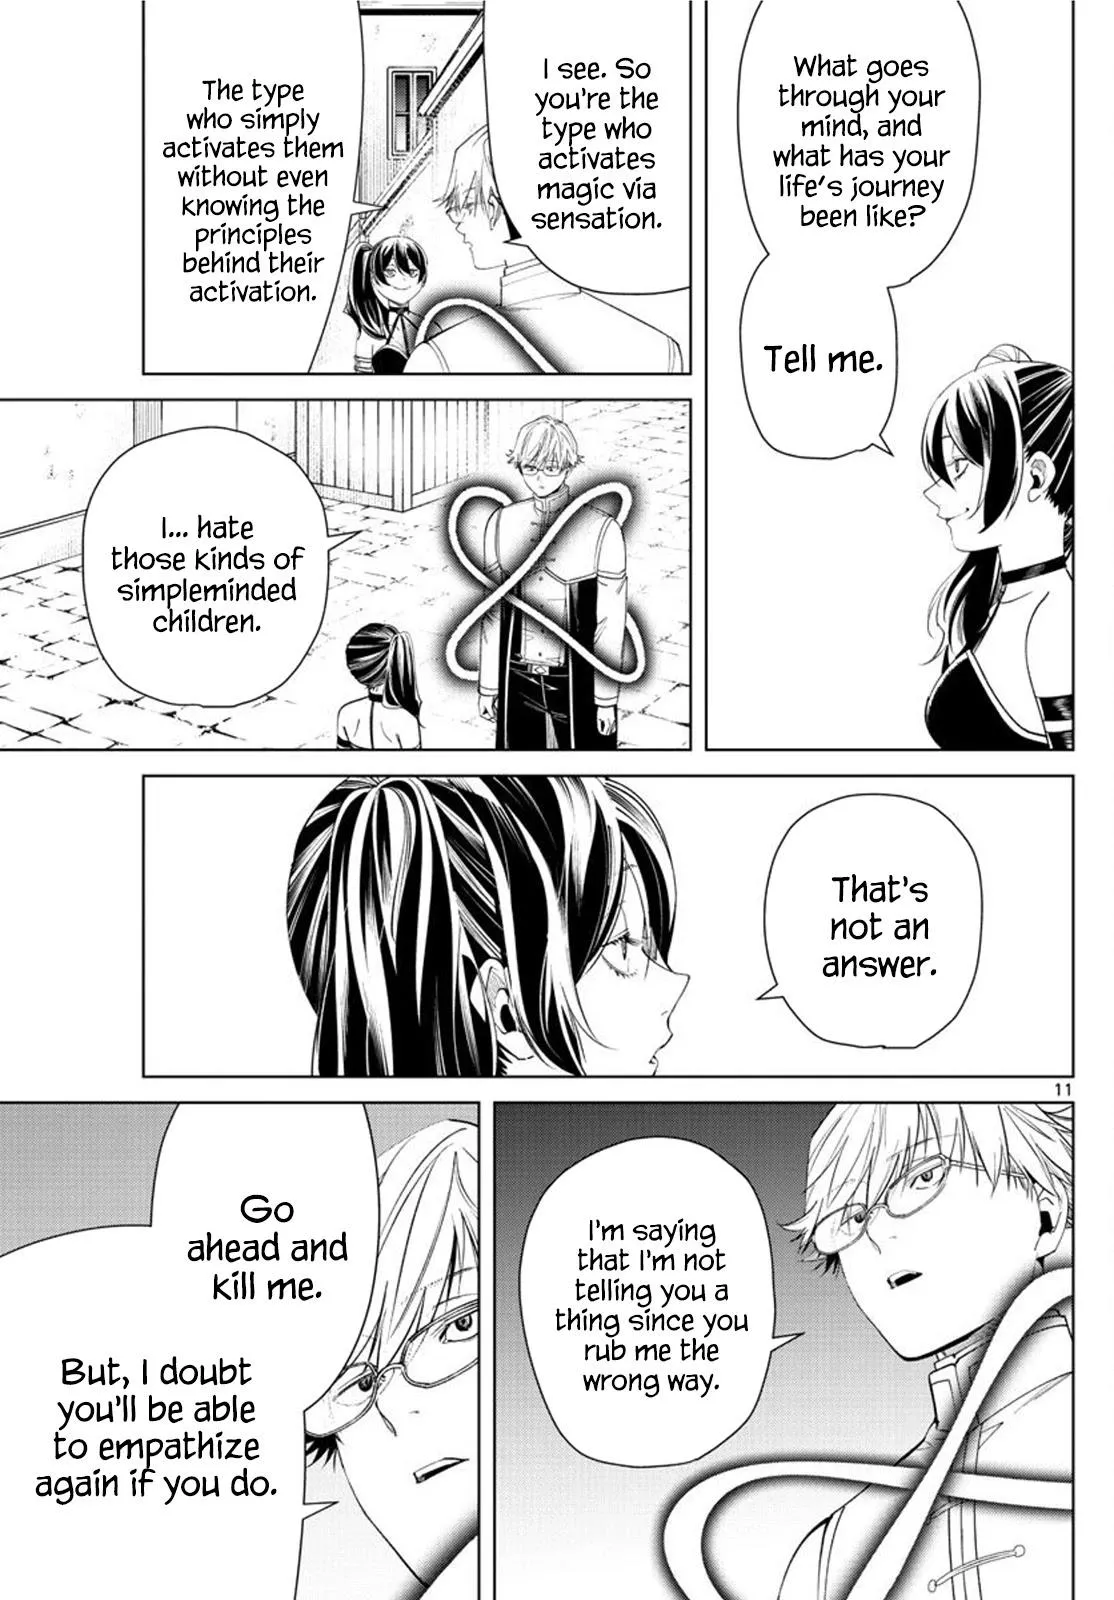 What goes
through your
mind, and
what has your
life's journey
been like?
Tell me.
I see. So
you're the
type who
activates
magic via
sensation.
The type
who simply
activates them
without even
knowing the
principles
behind their
activation.
I... hate
those kinds of
simpleminded
children.
That's
not an
answer.
11
I'm saying
that I'm not
telling you a
thing since you
rub me the
wrong way.
Go
ahead and
kill me.
But, I doubt
you'll be able
to empathize
again if you do.